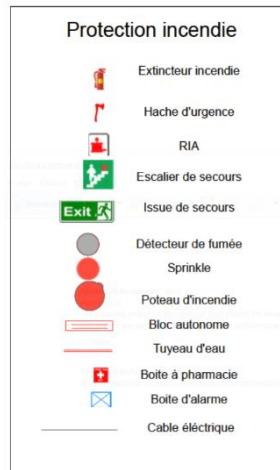 Protection incendie
Extincteur incendie
Hache d'urgence
RIA
Escalier de secours
Exit Issue de secours
Détecteur de fumée
Sprinkle
Poteau d'incendie
Bloc autonome
Tuyeau d'eau
Boite à pharmacie
Boite d'alarme
Cable éléctrique